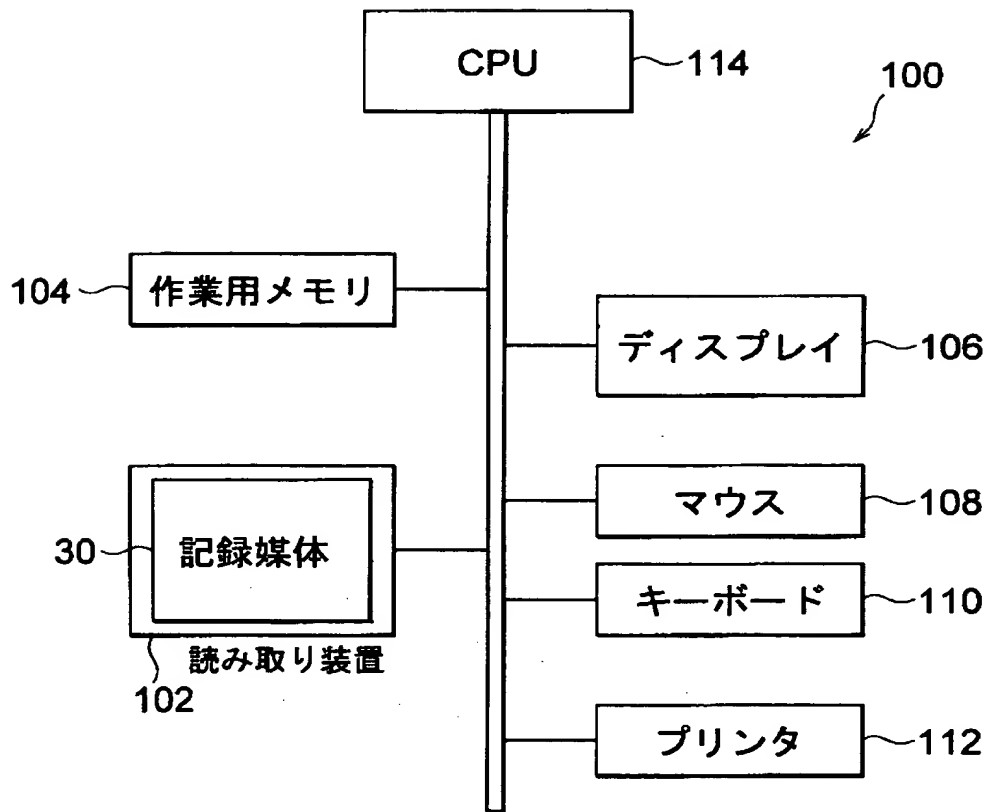 CPU
114
100
104
作業用メモリ
ディスプレイ
106
30
記録媒体
マウス
108
キーボード
110
読み取り装置
102
プリンタ
112